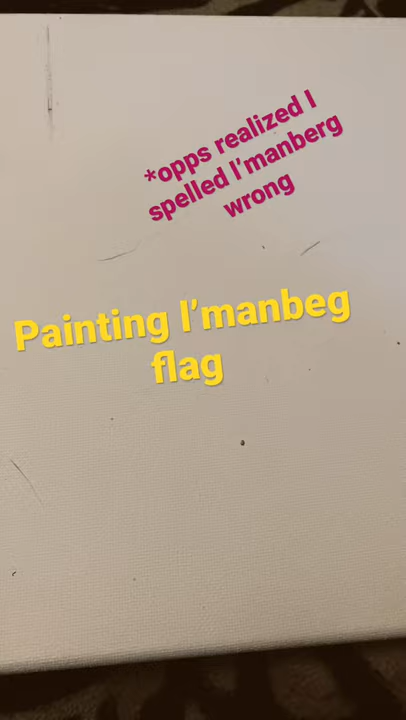 *opps realized I
spelled l'manberg
wrong
Painting l'manbeg
flag